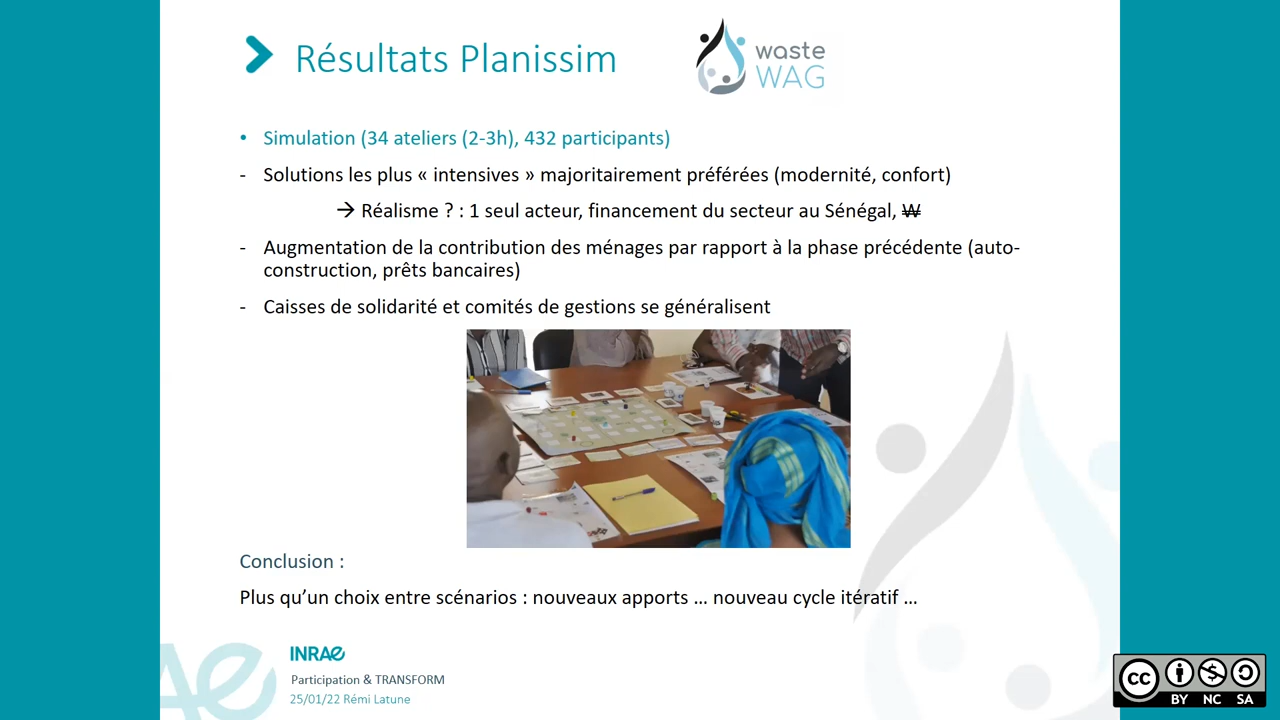 Résultats Planissim
waste
WAG
• Simulation (34 ateliers (2-3h), 432 participants)
- Solutions les plus « intensives » majoritairement préférées (modernité, confort)
→ Réalisme ? : 1 seul acteur, financement du secteur au Sénégal, W
- Augmentation de la contribution des ménages par rapport à la phase précédente (auto-
construction, prêts bancaires)
- Caisses de solidarité et comités de gestions se généralisent
Conclusion :
Plus qu’un choix entre scénarios : nouveaux apports … nouveau cycle itératif …
INRAE
Participation & TRANSFORM
25/01/22 Rémi Latune
cc
BY NC SA